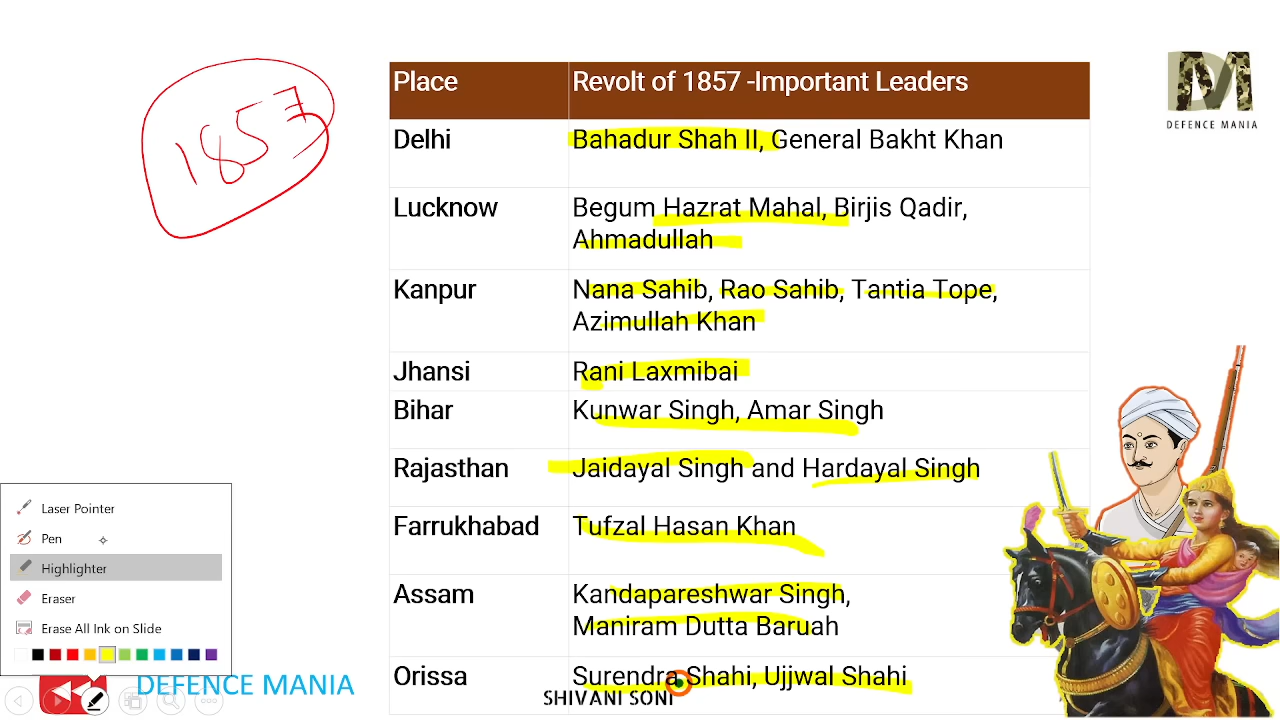 1857
DM
DEFENCE MANIA
Place Revolt of 1857 -Important Leaders
Delhi Bahadur Shah II, General Bakht Khan
Lucknow Begum Hazrat Mahal, Birjis Qadir,
Ahmadullah
Kanpur Nana Sahib, Rao Sahib, Tantia Tope,
Azimullah Khan
Jhansi Rani Laxmibai
Bihar Kunwar Singh, Amar Singh
Rajasthan Jaidayal Singh and Hardayal Singh
Farrukhabad Tufzal Hasan Khan
Assam Kandapareshwar Singh,
Maniram Dutta Baruah
Orissa Surendra Shahi, Ujjwal Shahi
Laser Pointer
Pen
Highlighter
Eraser
Erase All Ink on Slide
DEFENCE MANIA
SHIVANI SONI